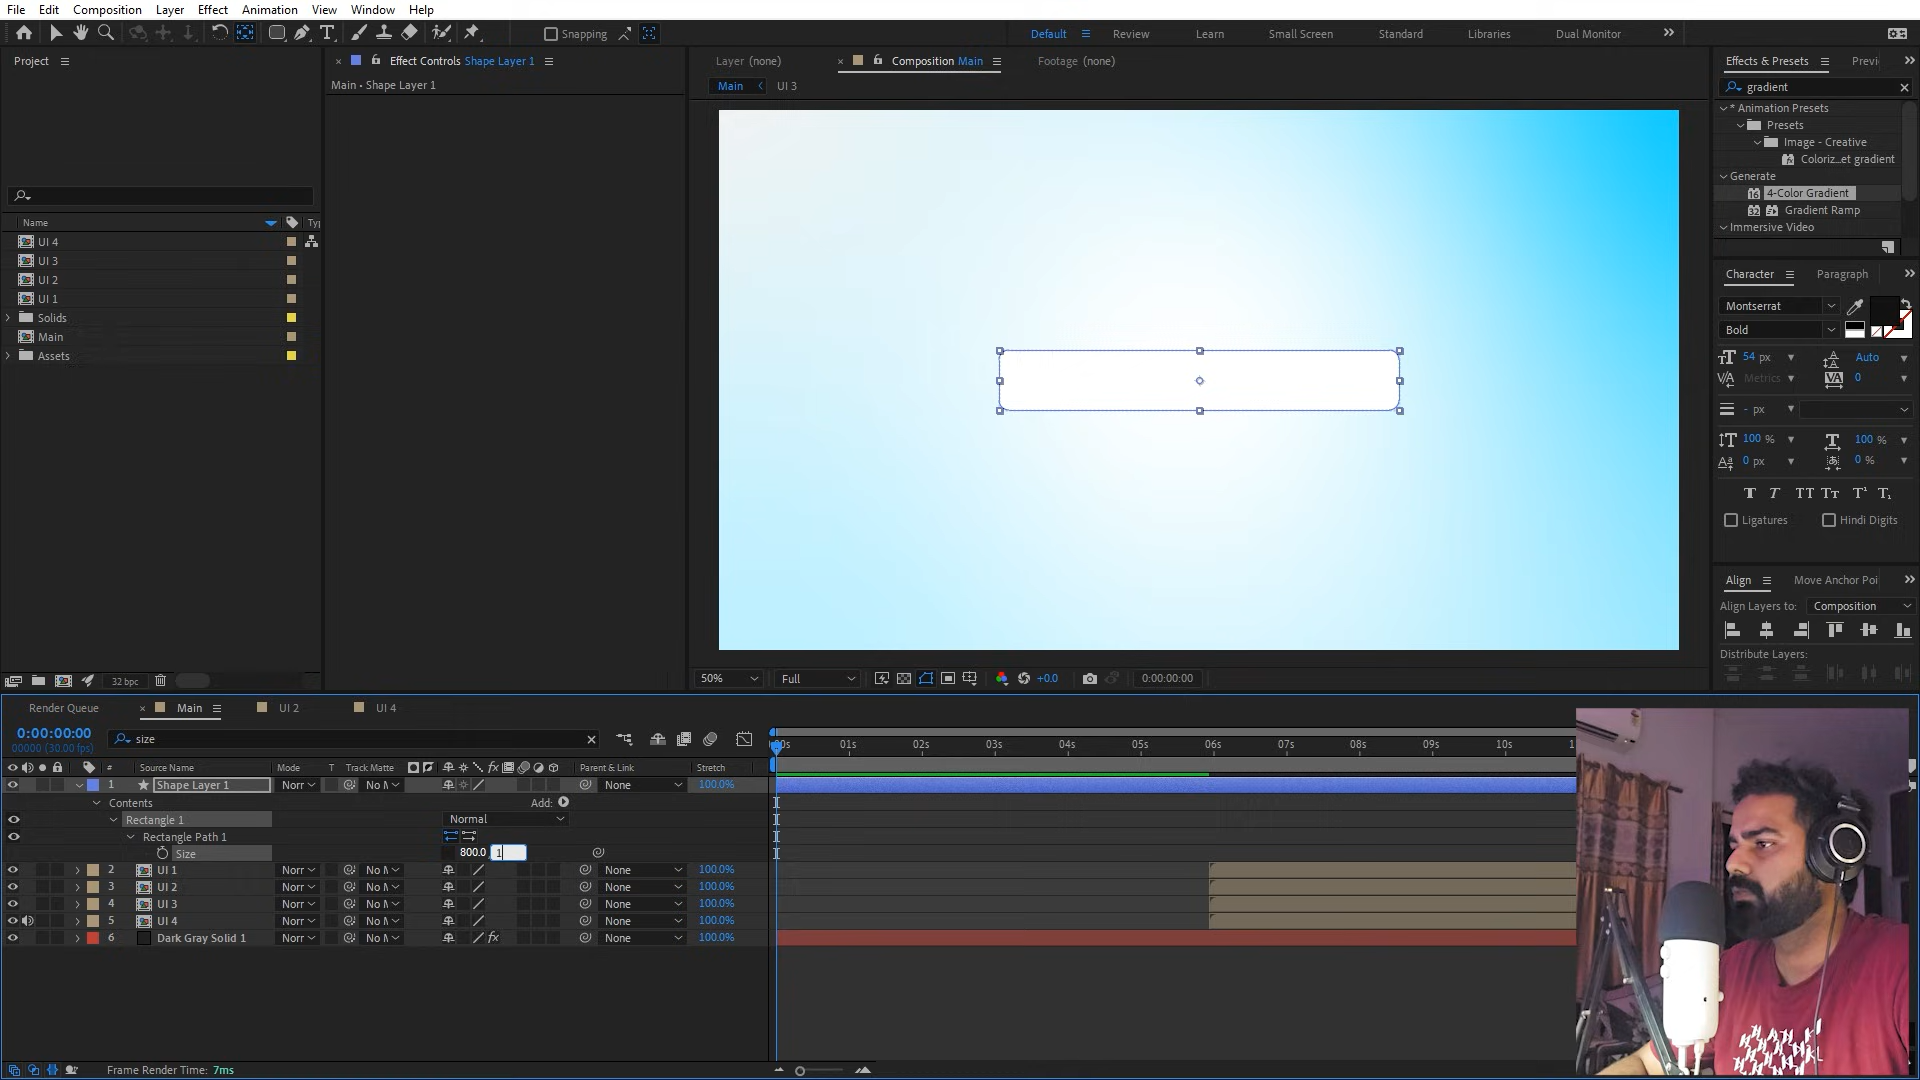 File Edit Composition Layer Effect Animation View Window Help
Snapping Default Review Learn Small Screen Standard Libraries Dual Monitor
Project
Name
UI 4
UI 3
UI 2
UI 1
Solids
Main
Assets
32 bpc
Effect Controls Shape Layer 1
Main • Shape Layer 1
Layer (none) Composition Main Footage (none)
Main UI 3
50% Full +0.0 0:00:00:00
Effects & Presets Previ
gradient
* Animation Presets
Presets
Image - Creative
Coloriz...et gradient
Generate
4-Color Gradient
Gradient Ramp
Immersive Video
Character Paragraph
Montserrat
Bold
54 px Auto
Metrics 0
- px
100 % 100 %
0 px 0 %
Ligatures Hindi Digits
Align Move Anchor Poi
Align Layers to: Composition
Distribute Layers:
Render Queue Main UI 2 UI 4
0:00:00:00
00000 (30.00 fps)
size
# Source Name Mode T Track Matte Parent & Link Stretch
1 Shape Layer 1 Norr No M None 100.0%
Contents Add:
Rectangle 1 Normal
Rectangle Path 1
Size 800.0 1
2 UI 1 Norr No M None 100.0%
3 UI 2 Norr No M None 100.0%
4 UI 3 Norr No M None 100.0%
5 UI 4 Norr No M None 100.0%
6 Dark Gray Solid 1 Norr No M None 100.0%
00s 01s 02s 03s 04s 05s 06s 07s 08s 09s 10s 1
Frame Render Time: 7ms